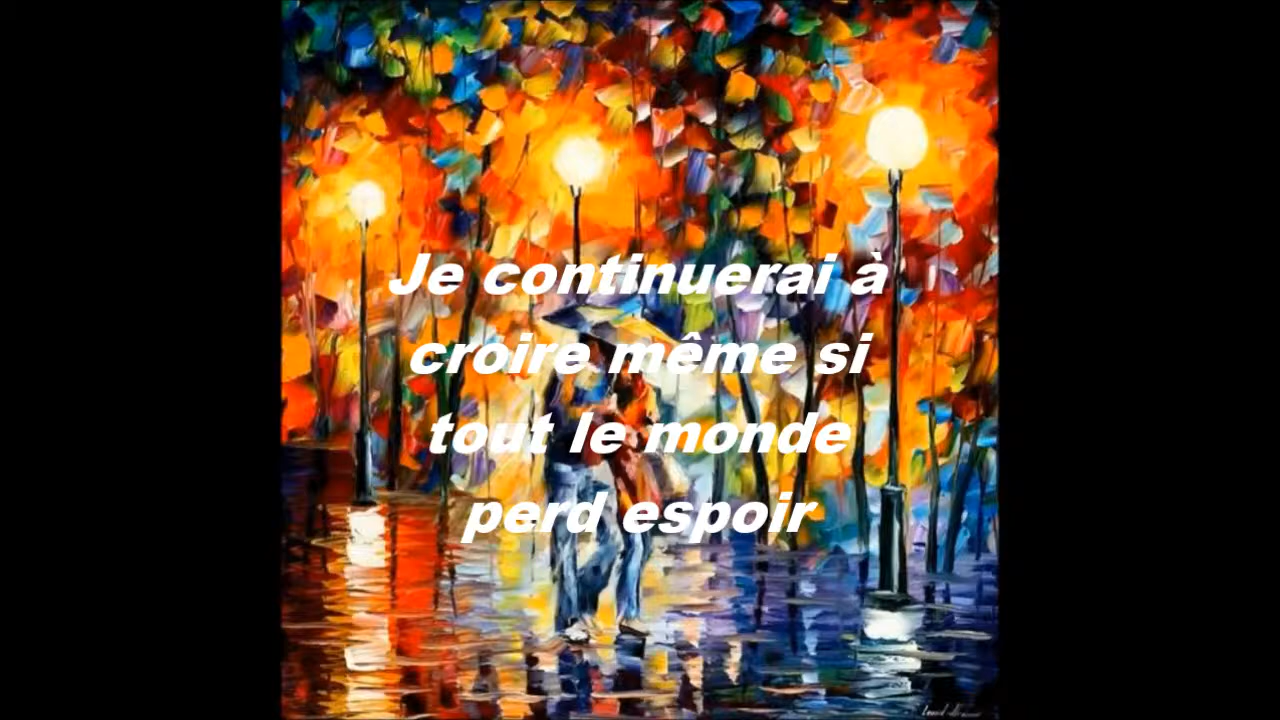 Je continuerai à
croire même si
tout le monde
perd espoir